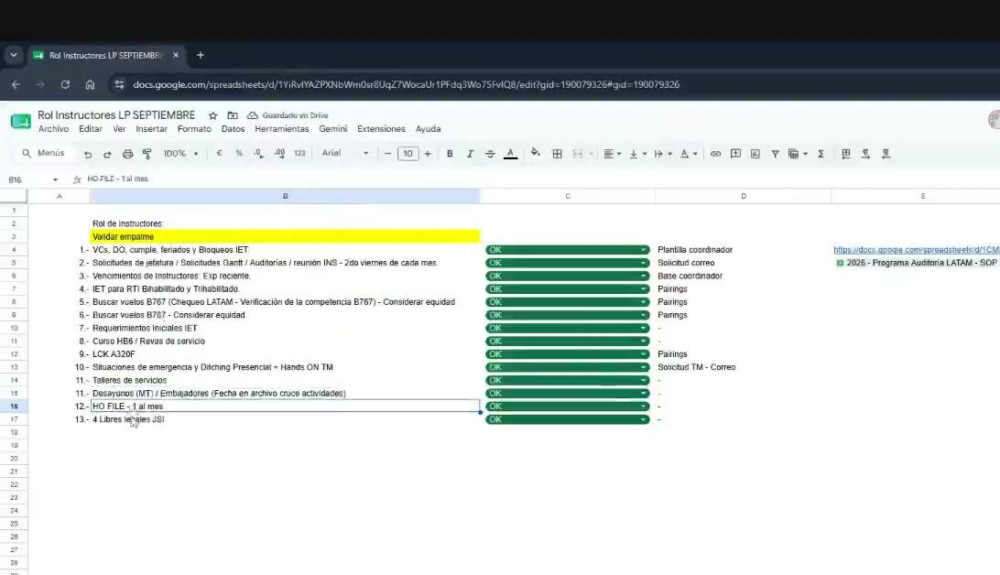 Rol Instructores LP SEPTIEMBRE
docs.google.com/spreadsheets/d/1YiRvlYAZPXNbWm0sr8UqZ7WocaUr1PFdq3Wo75FvIQ8/edit?gid=190079326#gid=190079326
Rol Instructores LP SEPTIEMBRE Guardado en Drive
Archivo Editar Ver Insertar Formato Datos Herramientas Gemini Extensiones Ayuda
Menús 100% € % .0 .00 123 Arial 10 B I S A
B16 fx HO FILE - 1 al mes
A B C D E
1
2 Rol de Instructores:
3 Validar empalme
4 1.- VCs, DO, cumple, feriados y Bloqueos IET OK Plantilla coordinador https://docs.google.com/spreadsheets/d/1CM
5 2.- Solicitudes de jefatura / Solicitudes Gantt / Auditorías / reunión INS - 2do viernes de cada mes. OK Solicitud correo 2026 - Programa Auditoría LATAM - SOP
6 3.- Vencimientos de Instructores: Exp reciente. OK Base coordinador
7 4.- IET para RTI Bihabilitado y Trihabilitado. OK Pairings
8 5.- Buscar vuelos B767 (Chequeo LATAM - Verificación de la competencia B767) - Considerar equidad OK Pairings
9 6.- Buscar vuelos B787 - Considerar equidad OK Pairings
10 7.- Requerimientos Iniciales IET OK -
11 8.- Curso HB6 / Revas de servicio OK -
12 9.- LCK A320F OK Pairings
13 10.- Situaciones de emergencia y Ditching Presencial + Hands ON TM OK Solicitud TM - Correo
14 11.- Talleres de servicios OK -
15 11.- Desayunos (MT) / Embajadores (Fecha en archivo cruce actividades) OK -
16 12.- HO FILE - 1 al mes OK -
17 13.- 4 Libres legales JSI OK -
18
19
20
21
22
23
24
25
26
27
28